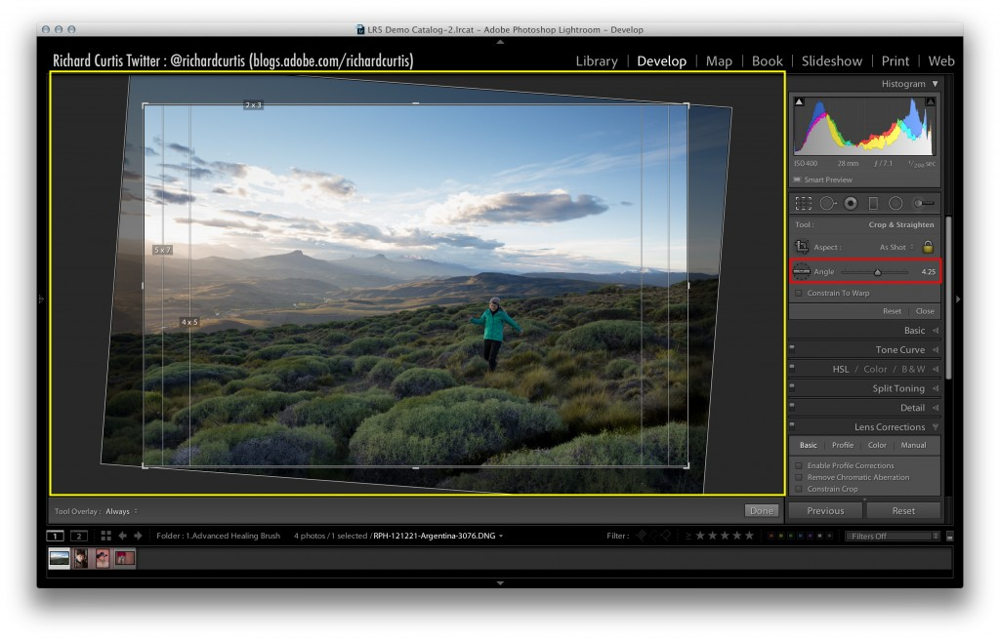 LR5 Demo Catalog-2.lrcat – Adobe Photoshop Lightroom – Develop
Richard Curtis Twitter : @richardcurtis (blogs.adobe.com/richardcurtis)
Library | Develop | Map | Book | Slideshow | Print | Web
Histogram
ISO 400 28 mm ƒ / 7.1 1/200 sec
Smart Preview
Tool : Crop & Straighten
Aspect : As Shot
Angle 4.25
Constrain To Warp
Reset Close
Basic
Tone Curve
HSL / Color / B & W
Split Toning
Detail
Lens Corrections
Basic Profile Color Manual
Enable Profile Corrections
Remove Chromatic Aberration
Constrain Crop
Previous Reset
2 x 3
5 x 7
4 x 5
Tool Overlay : Always
Done
1 2 Folder : 1.Advanced Healing Brush 4 photos / 1 selected / RPH-121221-Argentina-3076.DNG
Filter : ≥ ★★★★★ Filters Off